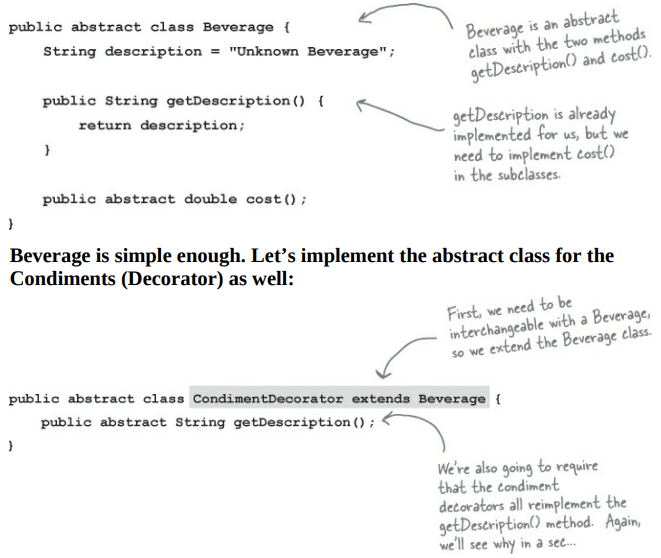 public abstract class Beverage {
String description = "Unknown Beverage";
public String getDescription() {
return description;
}
public abstract double cost();
}
Beverage is an abstract
class with the two methods
getDescription() and cost().
getDescription is already
implemented for us, but we
need to implement cost()
in the subclasses.
Beverage is simple enough. Let’s implement the abstract class for the
Condiments (Decorator) as well:
First, we need to be
interchangeable with a Beverage,
so we extend the Beverage class.
public abstract class CondimentDecorator extends Beverage {
public abstract String getDescription();
}
We're also going to require
that the condiment
decorators all reimplement the
getDescription() method. Again,
we'll see why in a sec...